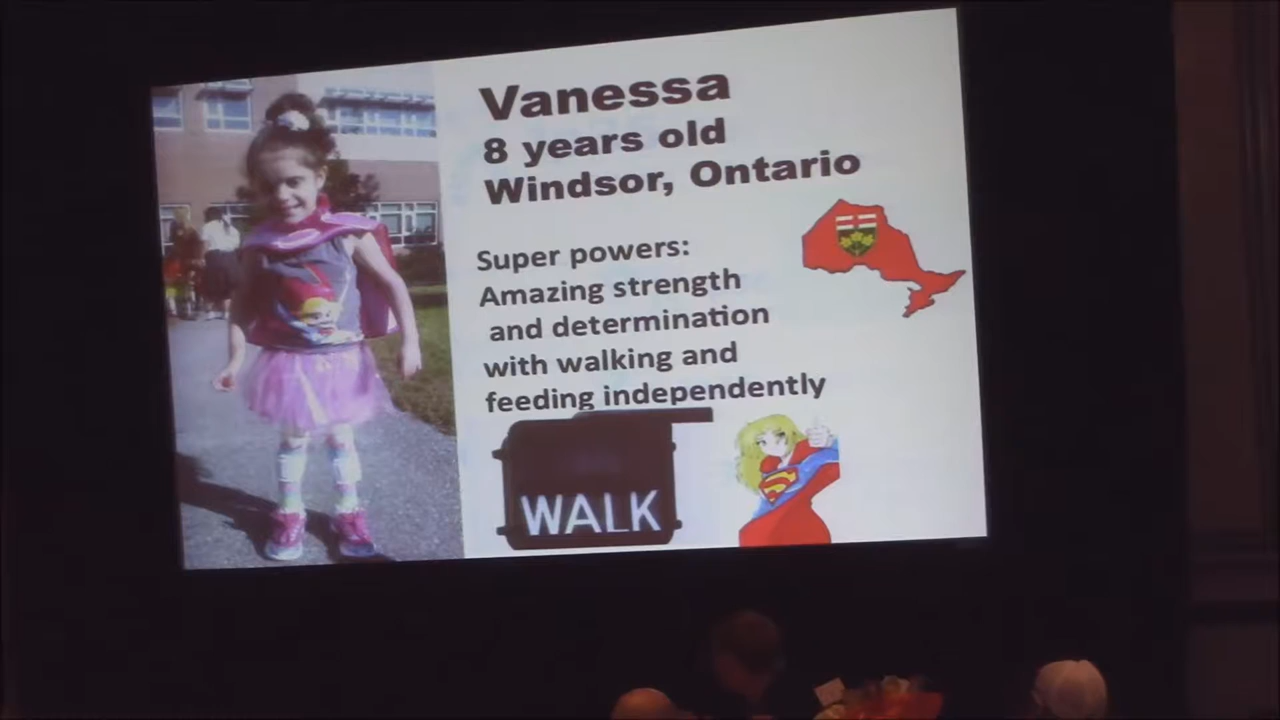 Vanessa
8 years old
Windsor, Ontario
Super powers:
Amazing strength
and determination
with walking and
feeding independently
WALK